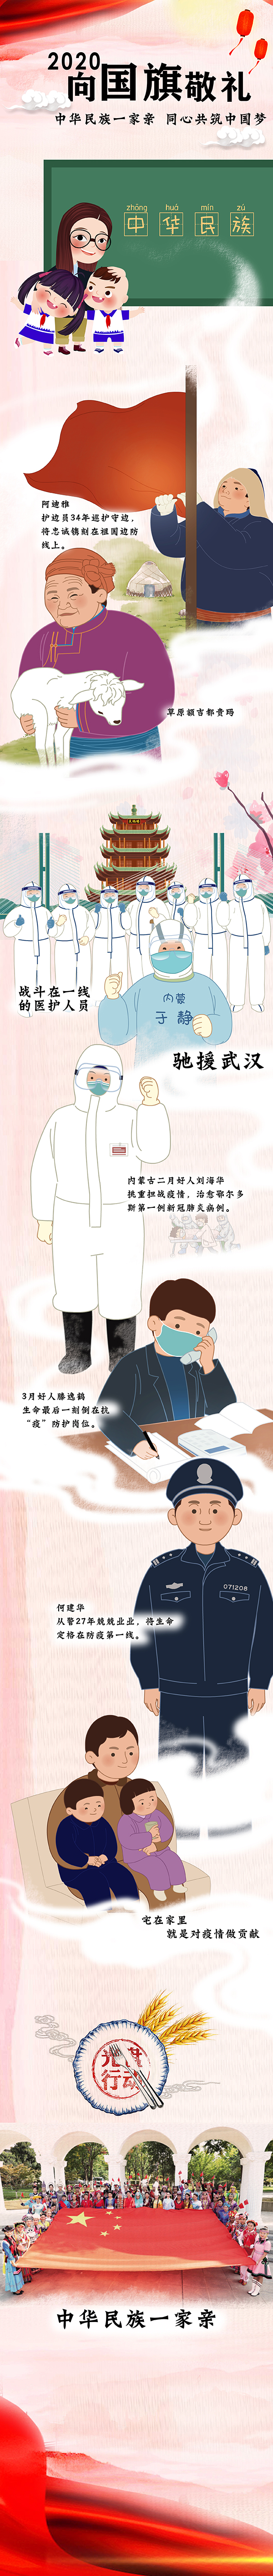 2020
向国旗敬礼
中华民族一家亲 同心共筑中国梦
zhōng huá mín zú
中华民族
阿迪雅
护边员34年巡护守边,
将忠诚镌刻在祖国边防
线上。
草原额吉都贵玛
战斗在一线
的医护人员
内蒙
于静
驰援武汉
内蒙古二月好人刘海华
挑重担战疫情,治愈鄂尔多
斯第一例新冠肺炎病例。
3月好人滕逸鹤
生命最后一刻倒在抗
“疫”防护岗位。
071208
何建华
从警27年兢兢业业,将生命
定格在防疫第一线。
宅在家里
就是对疫情做贡献
光盘
行动
中华民族一家亲